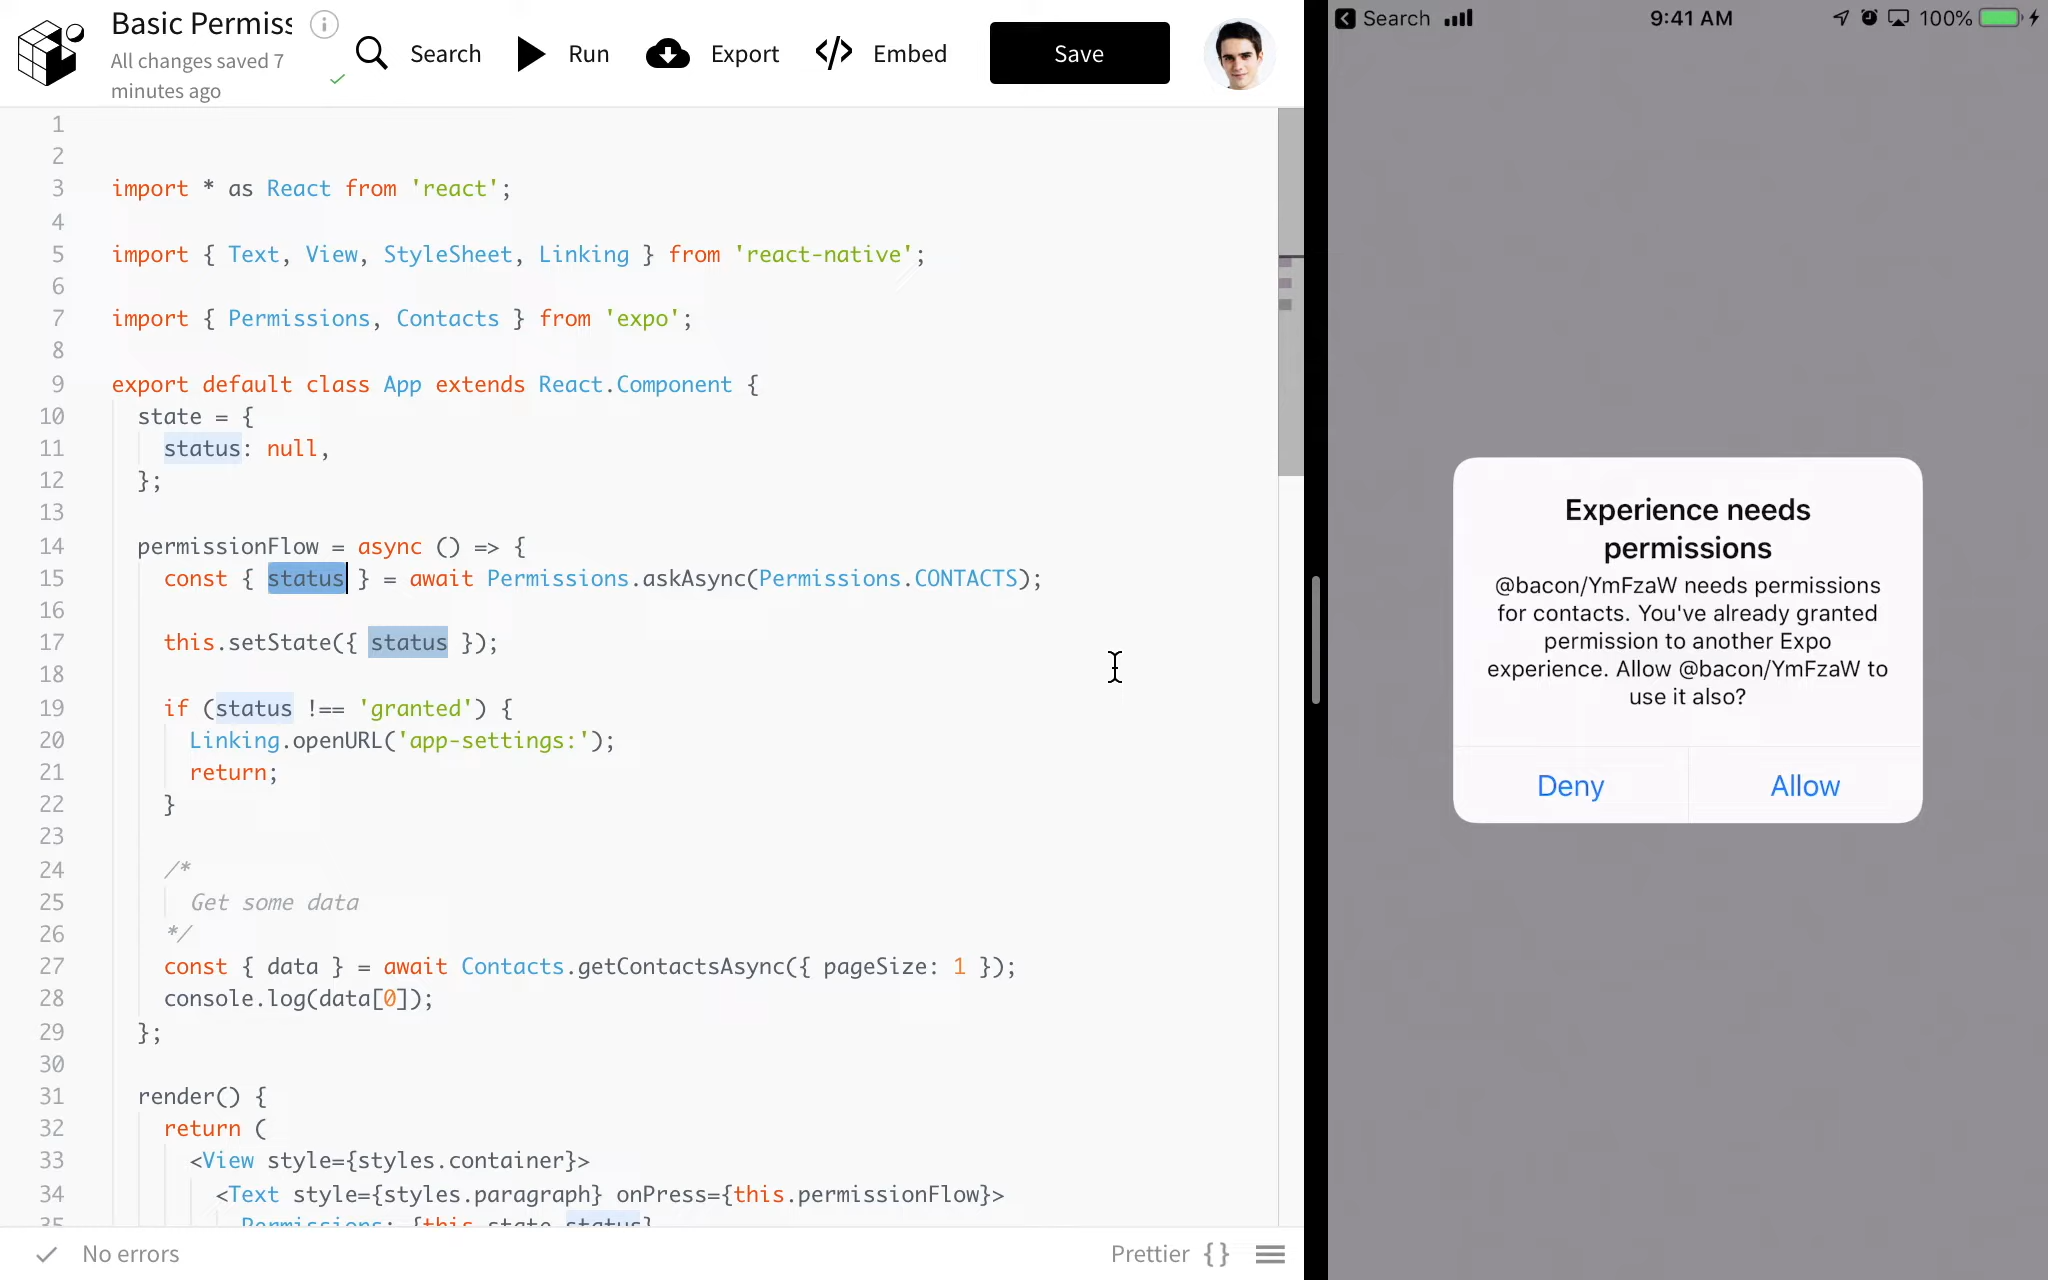 Basic Permiss
All changes saved 7
minutes ago
Search
Run
Export
Embed
Save
1
2
3 import * as React from 'react';
4
5 import { Text, View, StyleSheet, Linking } from 'react-native';
6
7 import { Permissions, Contacts } from 'expo';
8
9 export default class App extends React.Component {
10 state = {
11 status: null,
12 };
13
14 permissionFlow = async () => {
15 const { status } = await Permissions.askAsync(Permissions.CONTACTS);
16
17 this.setState({ status });
18
19 if (status !== 'granted') {
20 Linking.openURL('app-settings:');
21 return;
22 }
23
24 /*
25 Get some data
26 */
27 const { data } = await Contacts.getContactsAsync({ pageSize: 1 });
28 console.log(data[0]);
29 };
30
31 render() {
32 return (
33 <View style={styles.container}>
34 <Text style={styles.paragraph} onPress={this.permissionFlow}>
35 Permissions: {this.state.status}
No errors
Prettier {}
Search
9:41 AM
100%
Experience needs
permissions
@bacon/YmFzaW needs permissions
for contacts. You've already granted
permission to another Expo
experience. Allow @bacon/YmFzaW to
use it also?
Deny
Allow